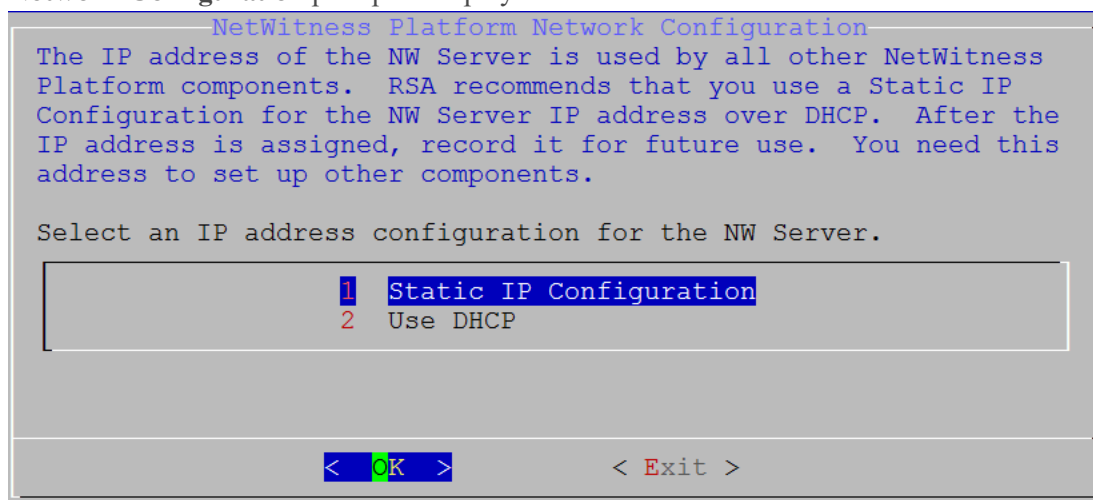 NetWitness Platform Network Configuration
The IP address of the NW Server is used by all other NetWitness
Platform components.  RSA recommends that you use a Static IP
Configuration for the NW Server IP address over DHCP.  After the
IP address is assigned, record it for future use.  You need this
address to set up other components.
Select an IP address configuration for the NW Server.
1 Static IP Configuration
2 Use DHCP
< OK > < Exit >